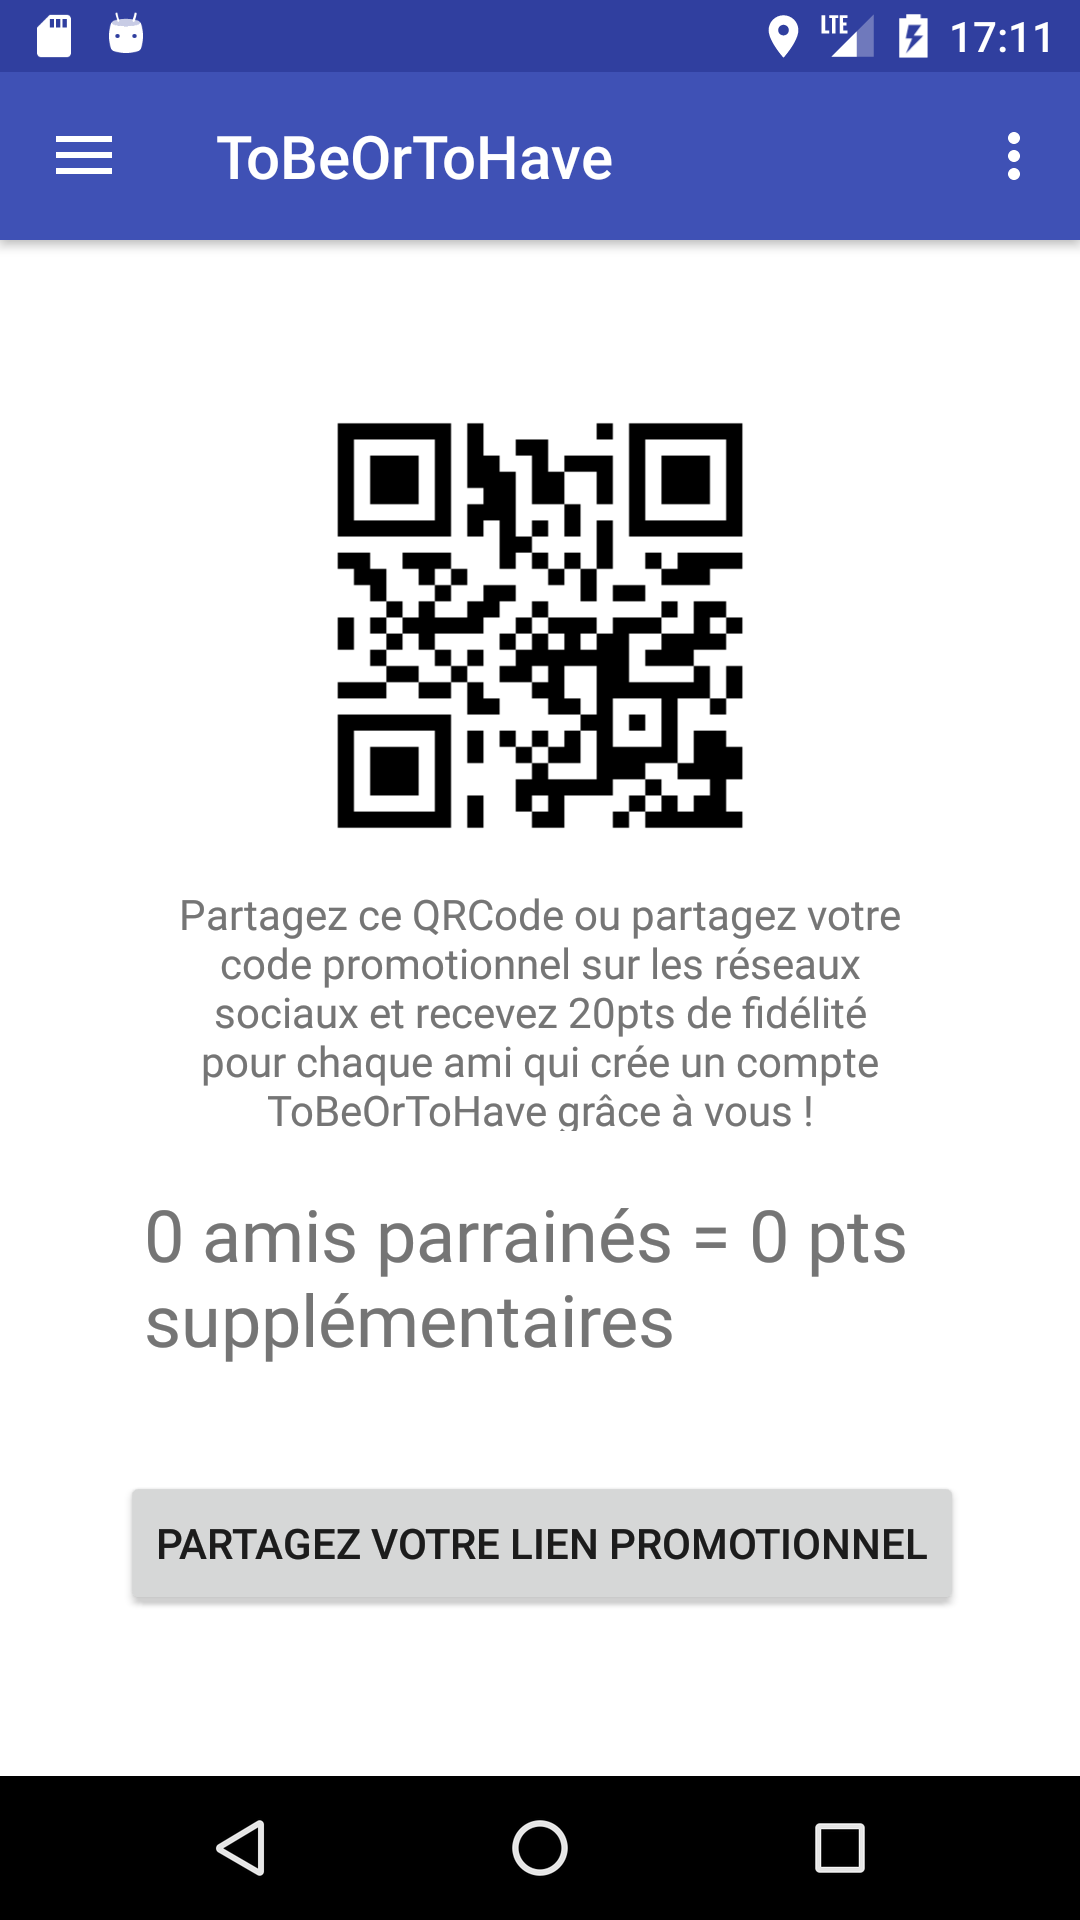 LTE 17:11
ToBeOrToHave
Partagez ce QRCode ou partagez votre
code promotionnel sur les réseaux
sociaux et recevez 20pts de fidélité
pour chaque ami qui crée un compte
ToBeOrToHave grâce à vous !
0 amis parrainés = 0 pts
supplémentaires
PARTAGEZ VOTRE LIEN PROMOTIONNEL